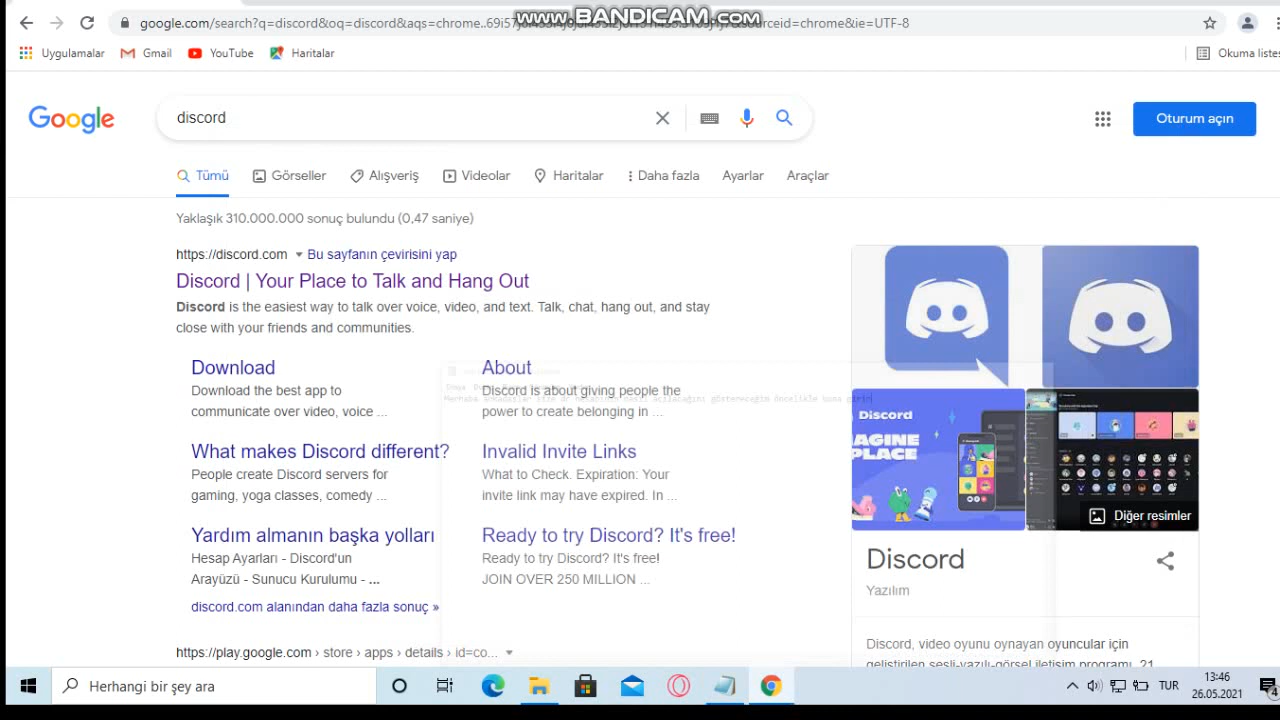 www.BANDICAM.com
google.com/search?q=discord&oq=discord&aqs=chrome..69i57j
sourceid=chrome&ie=UTF-8
Uygulamalar Gmail YouTube Haritalar Okuma listes
Google discord Oturum açın
Tümü Görseller Alışveriş Videolar Haritalar Daha fazla Ayarlar Araçlar
Yaklaşık 310.000.000 sonuç bulundu (0,47 saniye)
https://discord.com Bu sayfanın çevirisini yap
Discord | Your Place to Talk and Hang Out
Discord is the easiest way to talk over voice, video, and text. Talk, chat, hang out, and stay
close with your friends and communities.
Download
Download the best app to
communicate over video, voice ...
About
Discord is about giving people the
power to create belonging in ...
What makes Discord different?
People create Discord servers for
gaming, yoga classes, comedy ...
Invalid Invite Links
What to Check. Expiration: Your
invite link may have expired. In ...
Yardım almanın başka yolları
Hesap Ayarları - Discord'un
Arayüzü - Sunucu Kurulumu - ...
Ready to try Discord? It's free!
Ready to try Discord? It's free!
JOIN OVER 250 MILLION ...
discord.com alanından daha fazla sonuç »
https://play.google.com › store › apps › details › id=co...
Discord
AGINE
PLACE
Diğer resimler
Discord
Yazılım
Discord, video oyunu oynayan oyuncular için
geliştirilen sesli-yazılı-görsel iletişim programı. 21
Herhangi bir şey ara
TUR
13:46
26.05.2021